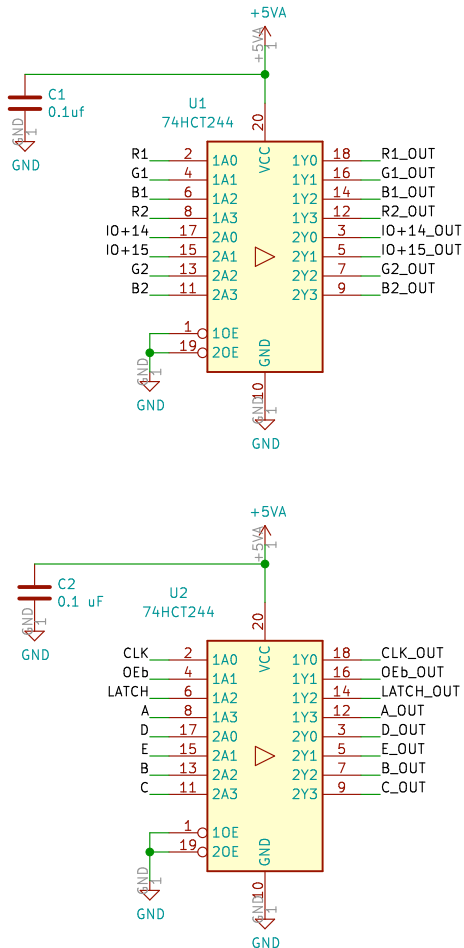 +5VA
+5VA
1
C1
0.1uf
GND
1
GND
U1
74HCT244
20
VCC
R1 2 1A0 1Y0 18 R1_OUT
G1 4 1A1 1Y1 16 G1_OUT
B1 6 1A2 1Y2 14 B1_OUT
R2 8 1A3 1Y3 12 R2_OUT
IO+14 17 2A0 2Y0 3 IO+14_OUT
IO+15 15 2A1 2Y1 5 IO+15_OUT
G2 13 2A2 2Y2 7 G2_OUT
B2 11 2A3 2Y3 9 B2_OUT
1 1OE
19 2OE
GND
GND
1
GND
10
GND
1
GND
+5VA
+5VA
1
C2
0.1 uF
GND
1
GND
U2
74HCT244
20
VCC
CLK 2 1A0 1Y0 18 CLK_OUT
OEb 4 1A1 1Y1 16 OEb_OUT
LATCH 6 1A2 1Y2 14 LATCH_OUT
A 8 1A3 1Y3 12 A_OUT
D 17 2A0 2Y0 3 D_OUT
E 15 2A1 2Y1 5 E_OUT
B 13 2A2 2Y2 7 B_OUT
C 11 2A3 2Y3 9 C_OUT
1 1OE
19 2OE
GND
GND
1
GND
10
GND
1
GND